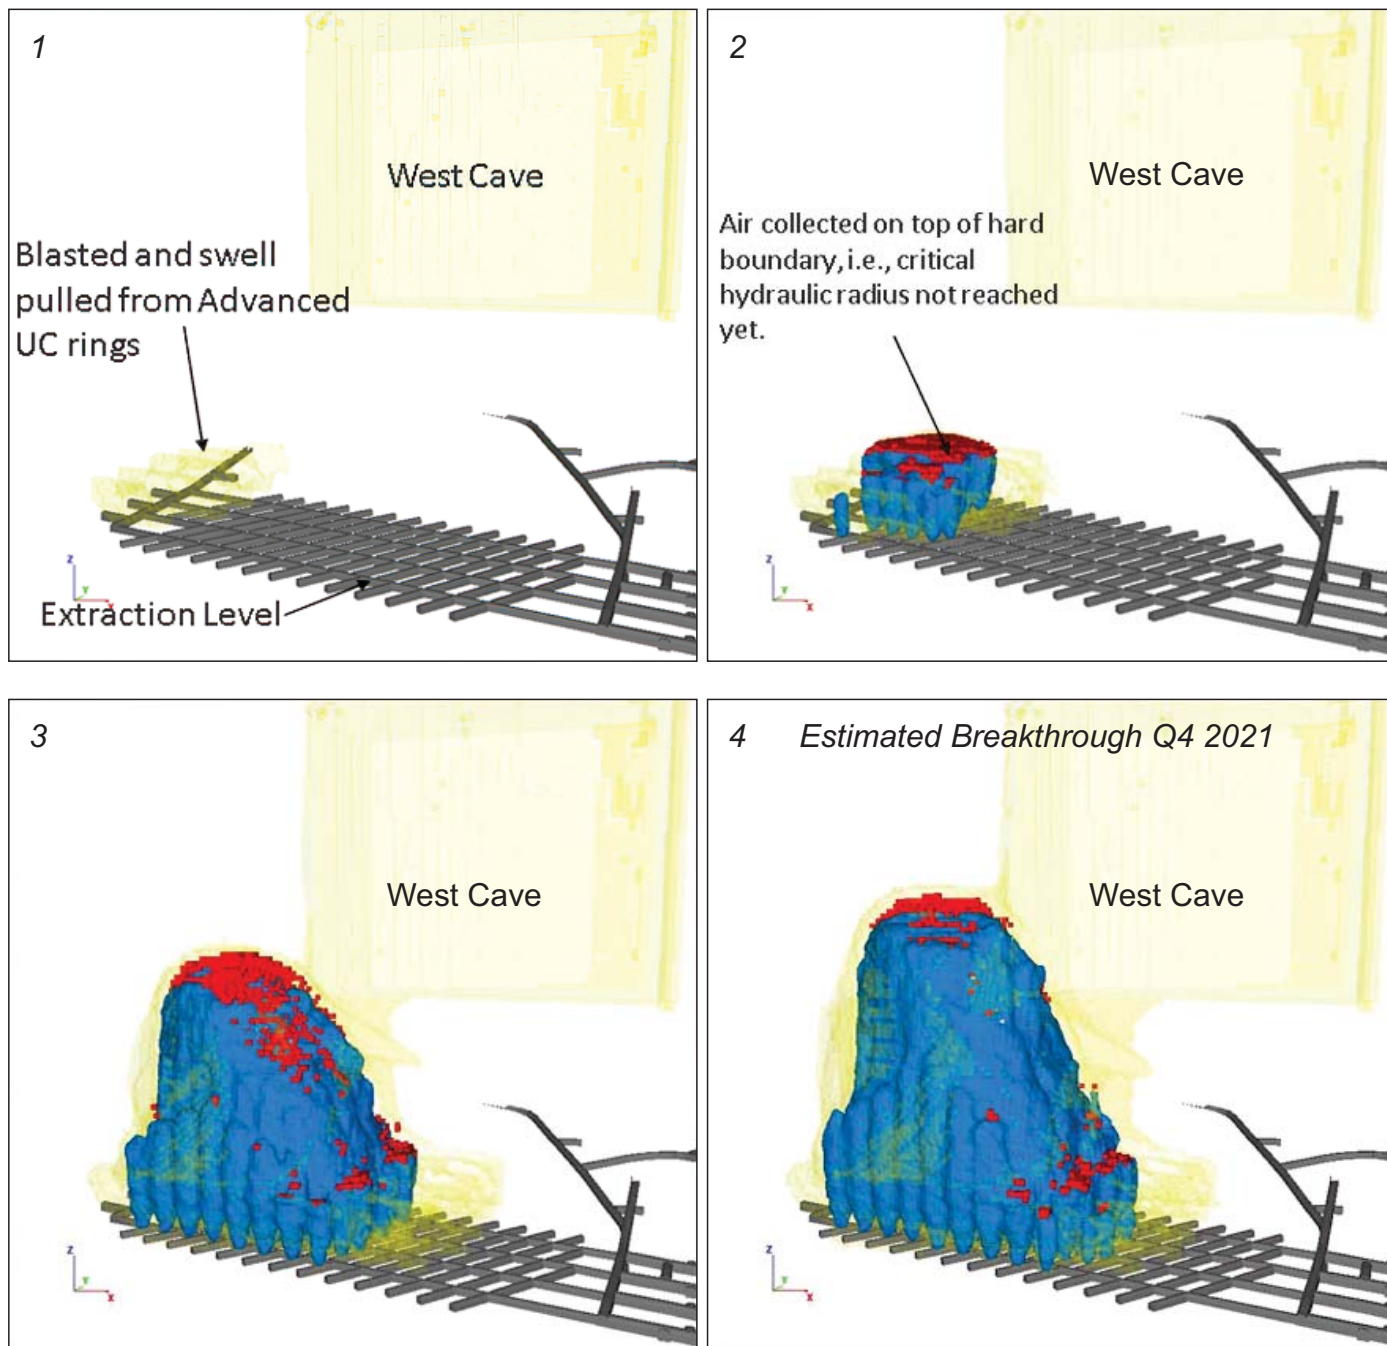 1
West Cave
Blasted and swell
pulled from Advanced
UC rings
Z
Y
X
Extraction Level
2
West Cave
Air collected on top of hard
boundary, i.e., critical
hydraulic radius not reached
yet.
Z
Y
X
3
West Cave
Z
Y
X
4 Estimated Breakthrough Q4 2021
West Cave
Z
Y
X